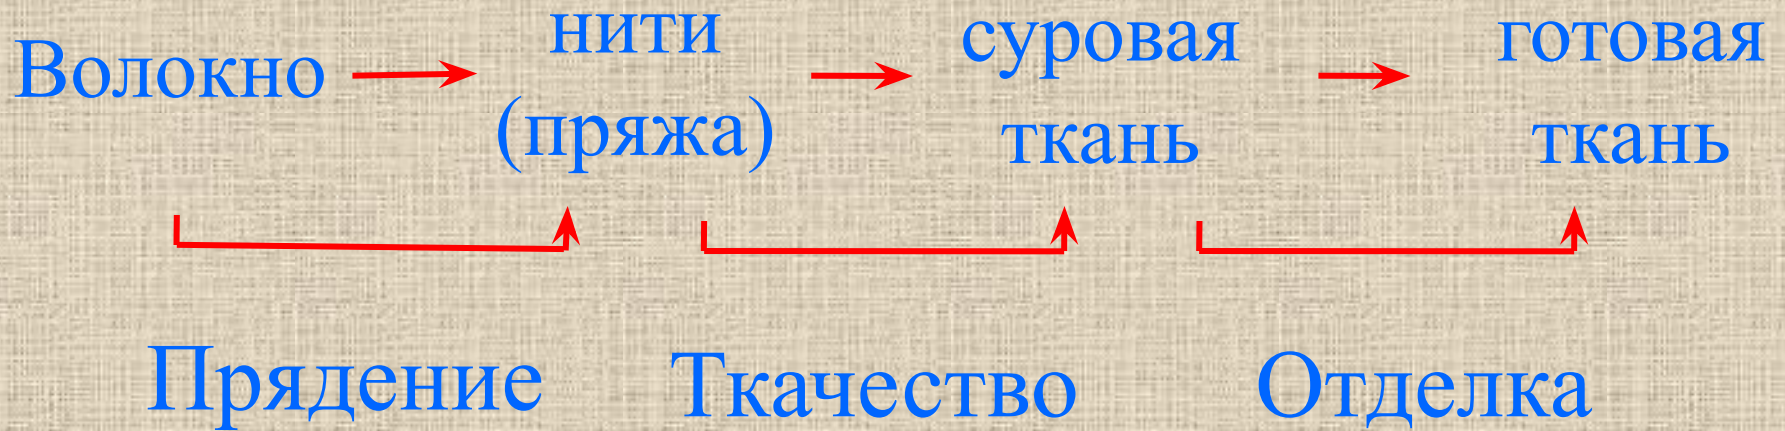 Волокно
нити
(пряжа)
суровая
ткань
готовая
ткань
Прядение
Ткачество
Отделка